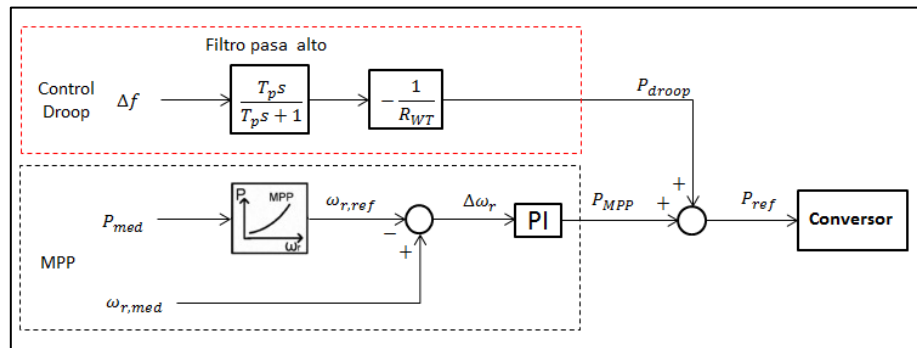 Filtro pasa alto
Control Droop
Δf
T_p s
T_p s + 1
− 1
R_WT
P_droop
MPP
P_med
P
MPP
ω_r
ω_r,ref
−
+
Δω_r
PI
P_MPP
+
+
P_ref
Conversor
ω_r,med